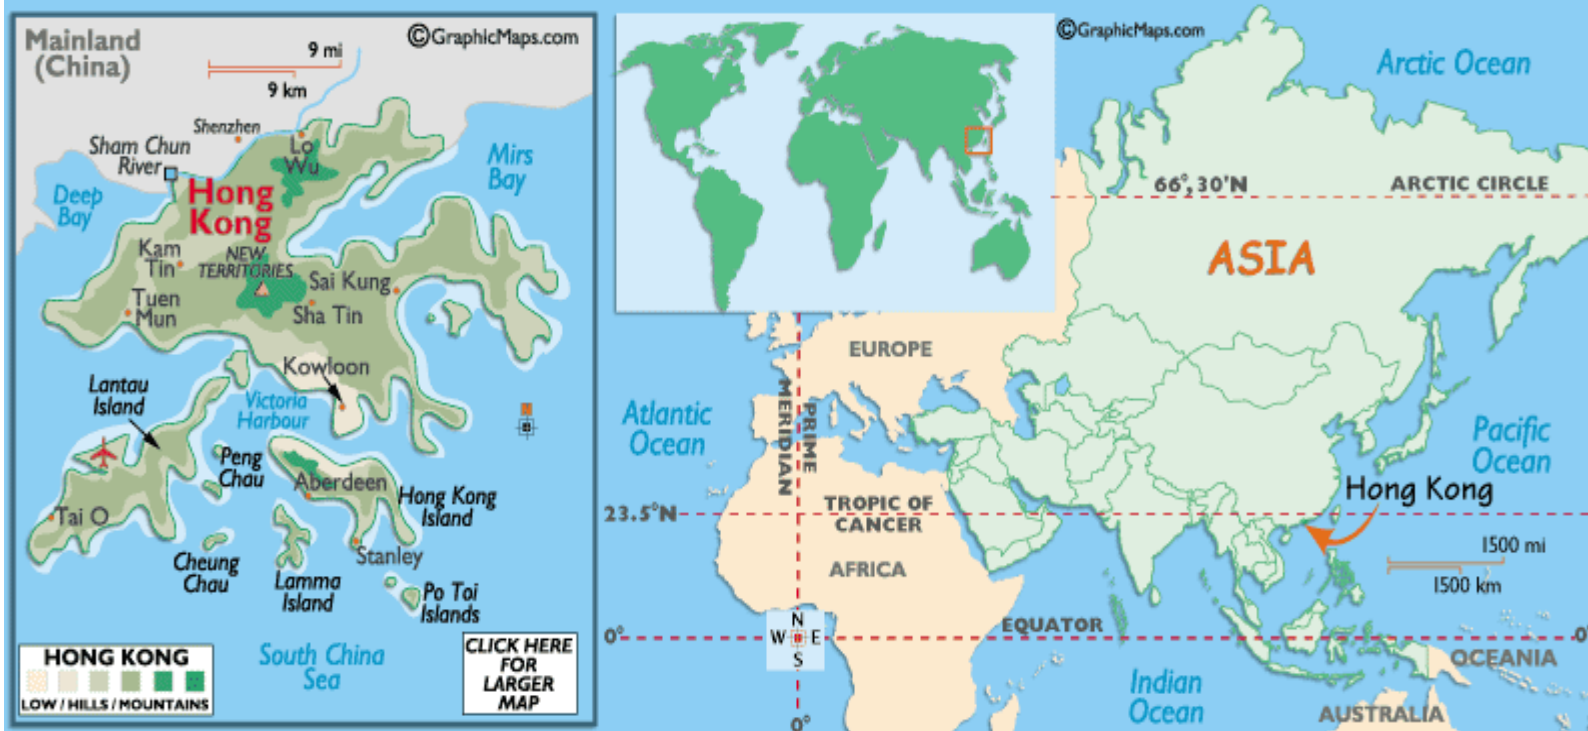 Mainland
(China)
©GraphicMaps.com
9 mi
9 km
Shenzhen
Sham Chun
River
Lo
Wu
Mirs
Bay
Deep
Bay
Hong
Kong
Kam
Tin
NEW
TERRITORIES
Sai Kung
Tuen
Mun
Sha Tin
Kowloon
Lantau
Island
Victoria
Harbour
Peng
Chau
Aberdeen
Hong Kong
Island
Tai O
Stanley
Cheung
Chau
Lamma
Island
Po Toi
Islands
South China
Sea
HONG KONG
LOW / HILLS / MOUNTAINS
CLICK HERE
FOR
LARGER
MAP
©GraphicMaps.com
Arctic Ocean
66°,30'N
ARCTIC CIRCLE
ASIA
EUROPE
MERIDIAN
PRIME
Atlantic
Ocean
Pacific
Ocean
Hong Kong
23.5°N
TROPIC OF
CANCER
1500 mi
1500 km
AFRICA
EQUATOR
0°
N
W
E
S
0°
OCEANIA
Indian
Ocean
AUSTRALIA
0°